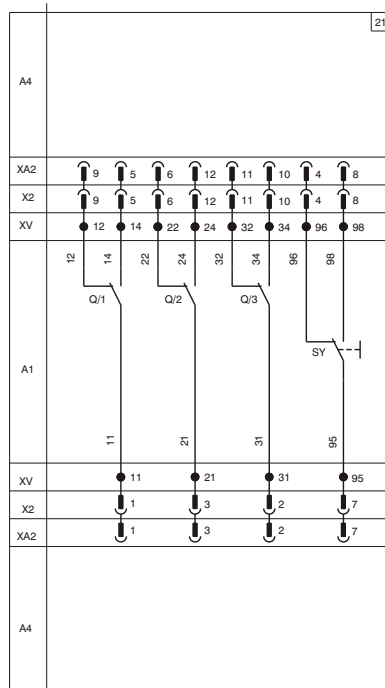 21
A4
XA2 9 5 6 12 11 10 4 8
X2 9 5 6 12 11 10 4 8
XV 12 14 22 24 32 34 96 98
12 14 22 24 32 34 96 98
Q/1 Q/2 Q/3
SY
A1
11 21 31 95
XV 11 21 31 95
X2 1 3 2 7
XA2 1 3 2 7
A4